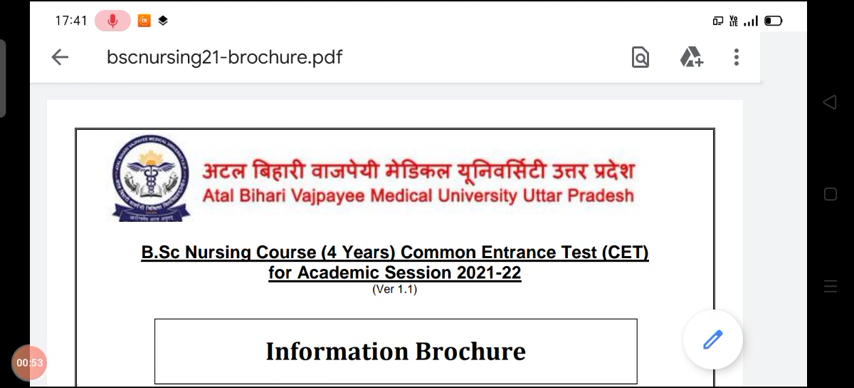 17:41
bscnursing21-brochure.pdf
अटल बिहारी वाजपेयी मेडिकल यूनिवर्सिटी उत्तर प्रदेश
Atal Bihari Vajpayee Medical University Uttar Pradesh
B.Sc Nursing Course (4 Years) Common Entrance Test (CET)
for Academic Session 2021-22
(Ver 1.1)
Information Brochure
00:53